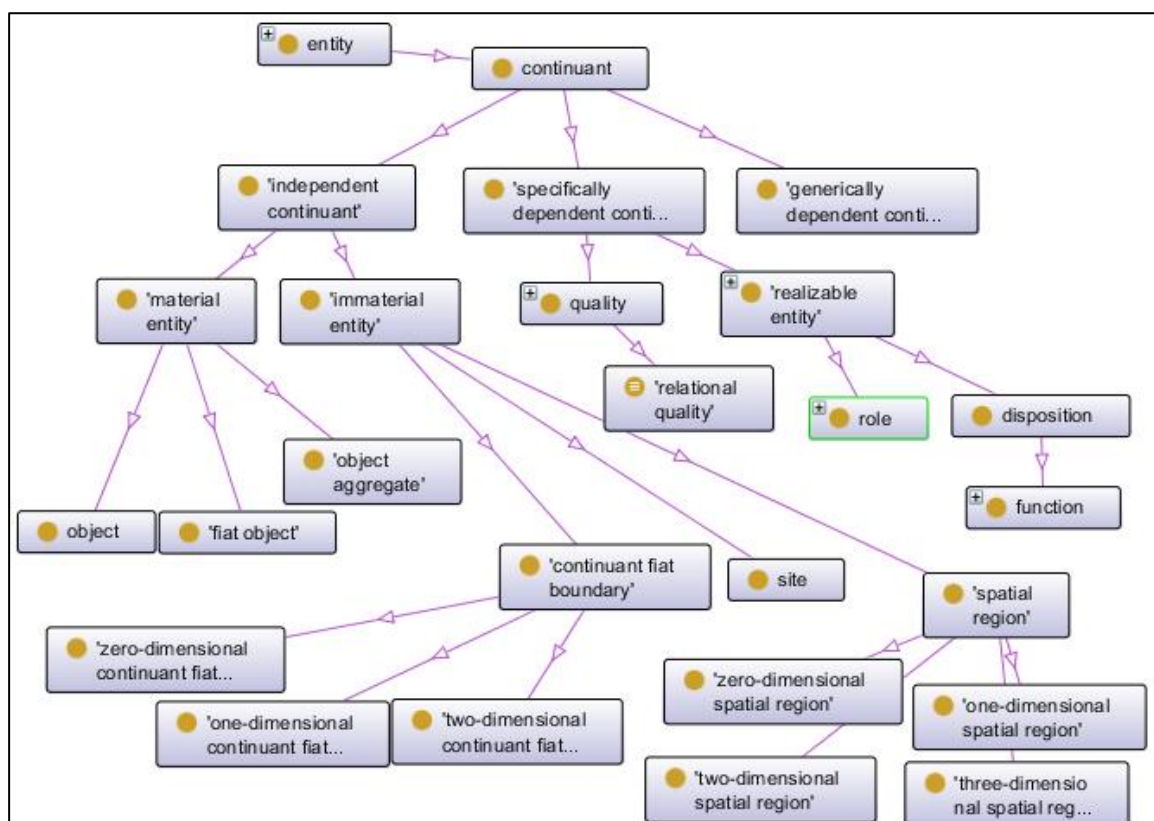 entity
continuant
'independent
continuant'
'specifically
dependent conti...
'generically
dependent conti...
'material
entity'
'immaterial
entity'
quality
'realizable
entity'
'relational
quality'
role
disposition
'object
aggregate'
function
object
'fiat object'
'continuant fiat
boundary'
site
'spatial
region'
'zero-dimensional
continuant fiat...
'one-dimensional
continuant fiat...
'two-dimensional
continuant fiat...
'zero-dimensional
spatial region'
'one-dimensional
spatial region'
'two-dimensional
spatial region'
'three-dimensio
nal spatial reg...